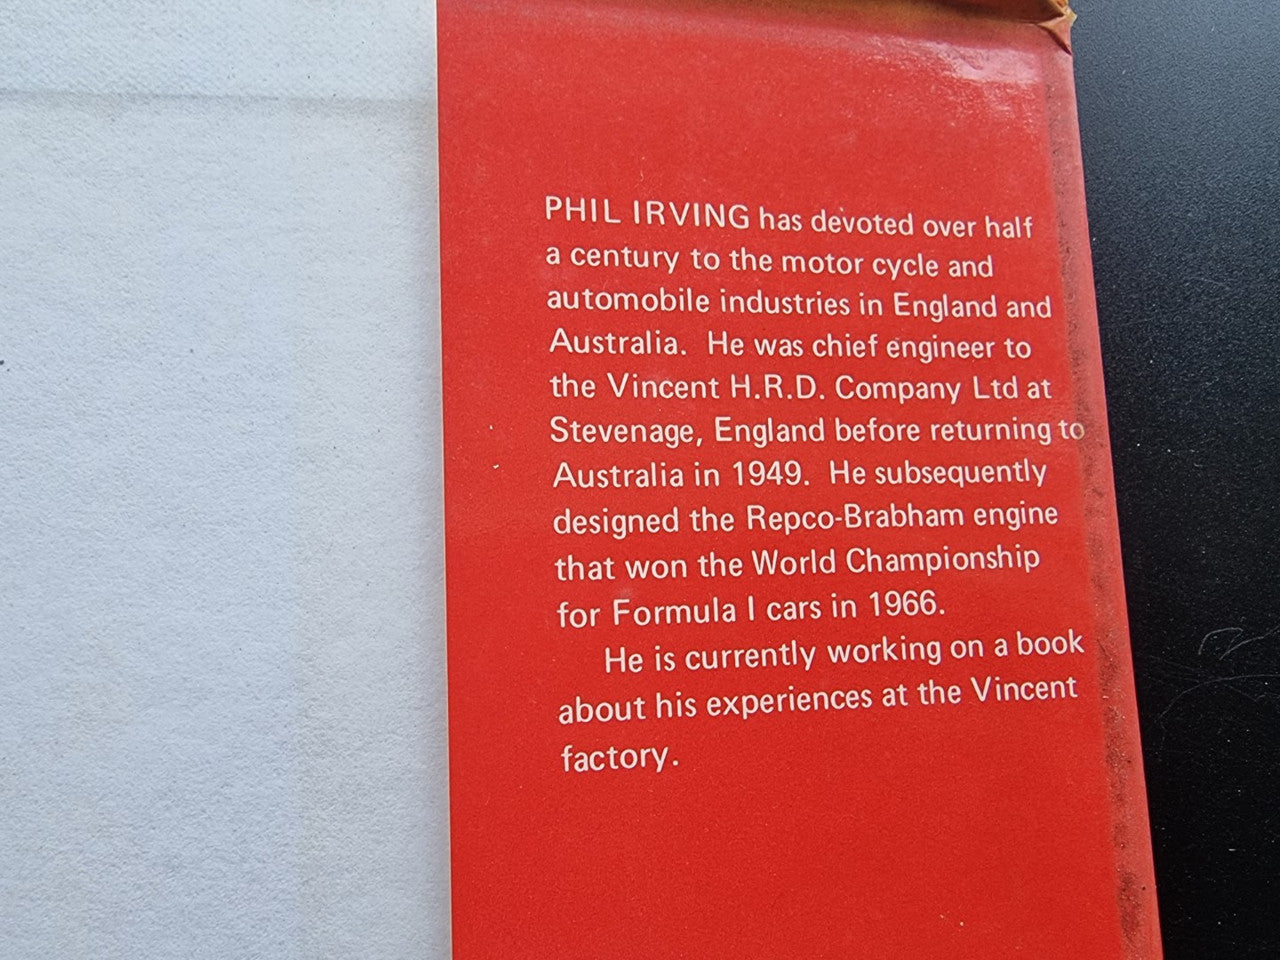 PHIL IRVING has devoted over half
a century to the motor cycle and
automobile industries in England and
Australia. He was chief engineer to
the Vincent H.R.D. Company Ltd at
Stevenage, England before returning to
Australia in 1949. He subsequently
designed the Repco-Brabham engine
that won the World Championship
for Formula I cars in 1966.
He is currently working on a book
about his experiences at the Vincent
factory.